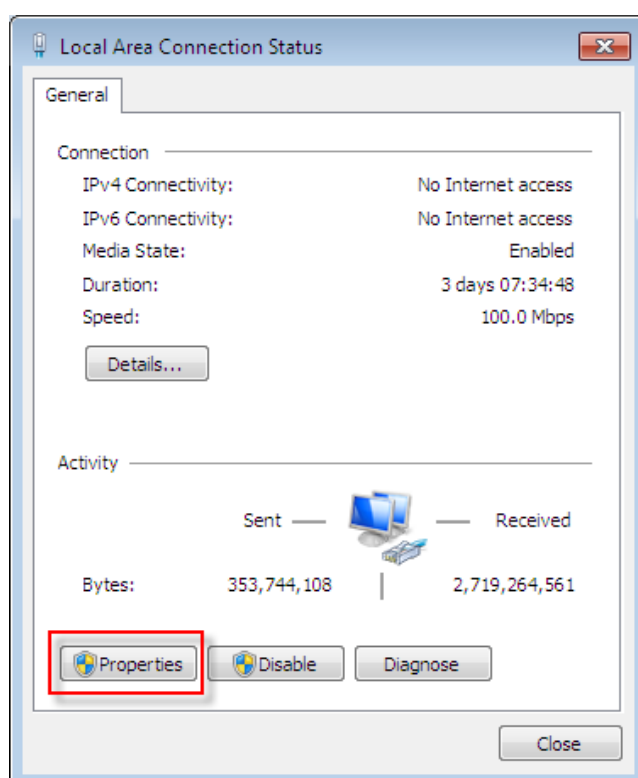 Local Area Connection Status
General
Connection
IPv4 Connectivity: No Internet access
IPv6 Connectivity: No Internet access
Media State: Enabled
Duration: 3 days 07:34:48
Speed: 100.0 Mbps
Details...
Activity
Sent Received
Bytes: 353,744,108 2,719,264,561
Properties Disable Diagnose
Close